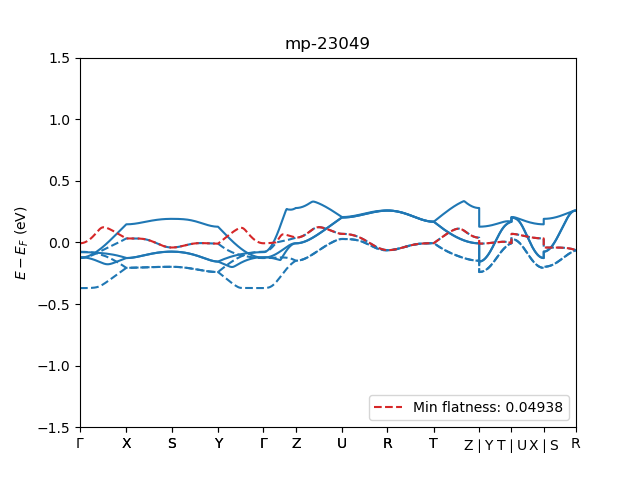 mp-23049
1.5
1.0
0.5
0.0
−0.5
−1.0
−1.5
E − E_F (eV)
Min flatness: 0.04938
Γ X S Y Γ Z U R T Z | Y T | U X | S R